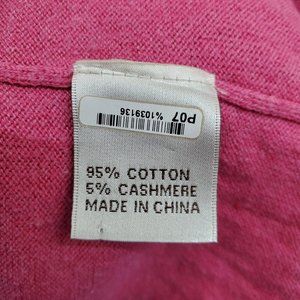 P07 %1039136
95% COTTON
5% CASHMERE
MADE IN CHINA